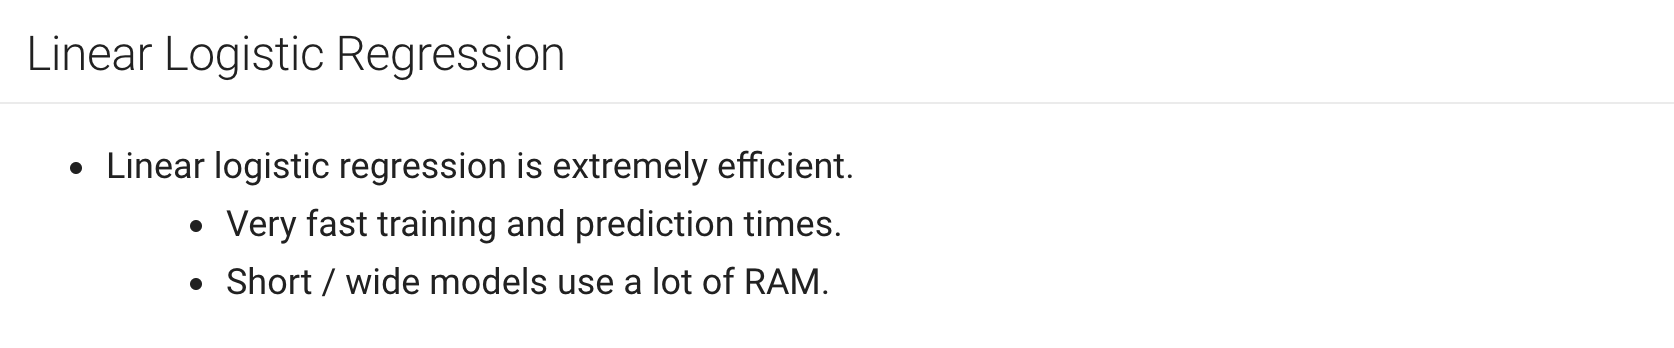 Linear Logistic Regression
• Linear logistic regression is extremely efficient.
• Very fast training and prediction times.
• Short / wide models use a lot of RAM.